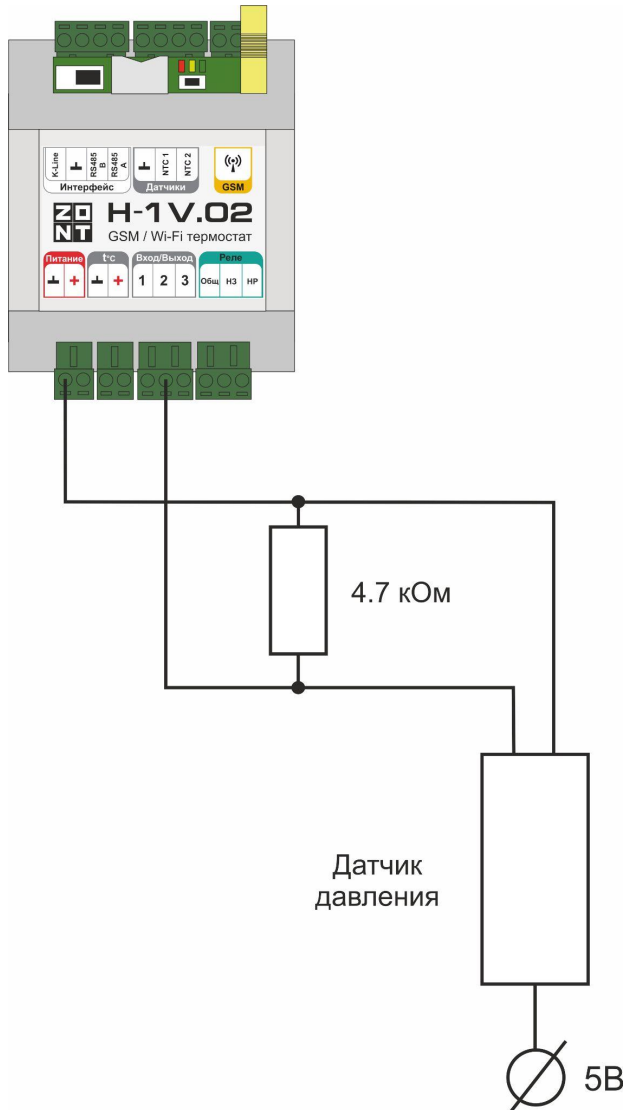 K-Line ⊥ RS485 B RS485 A ⊥ NTC 1 NTC 2
Интерфейс Датчики GSM
ZONT H-1V.02
GSM / Wi-Fi термостат
Питание t°C Вход/Выход Реле
⊥ + ⊥ + 1 2 3 Общ НЗ НР
4.7 кОм
Датчик
давления
5В